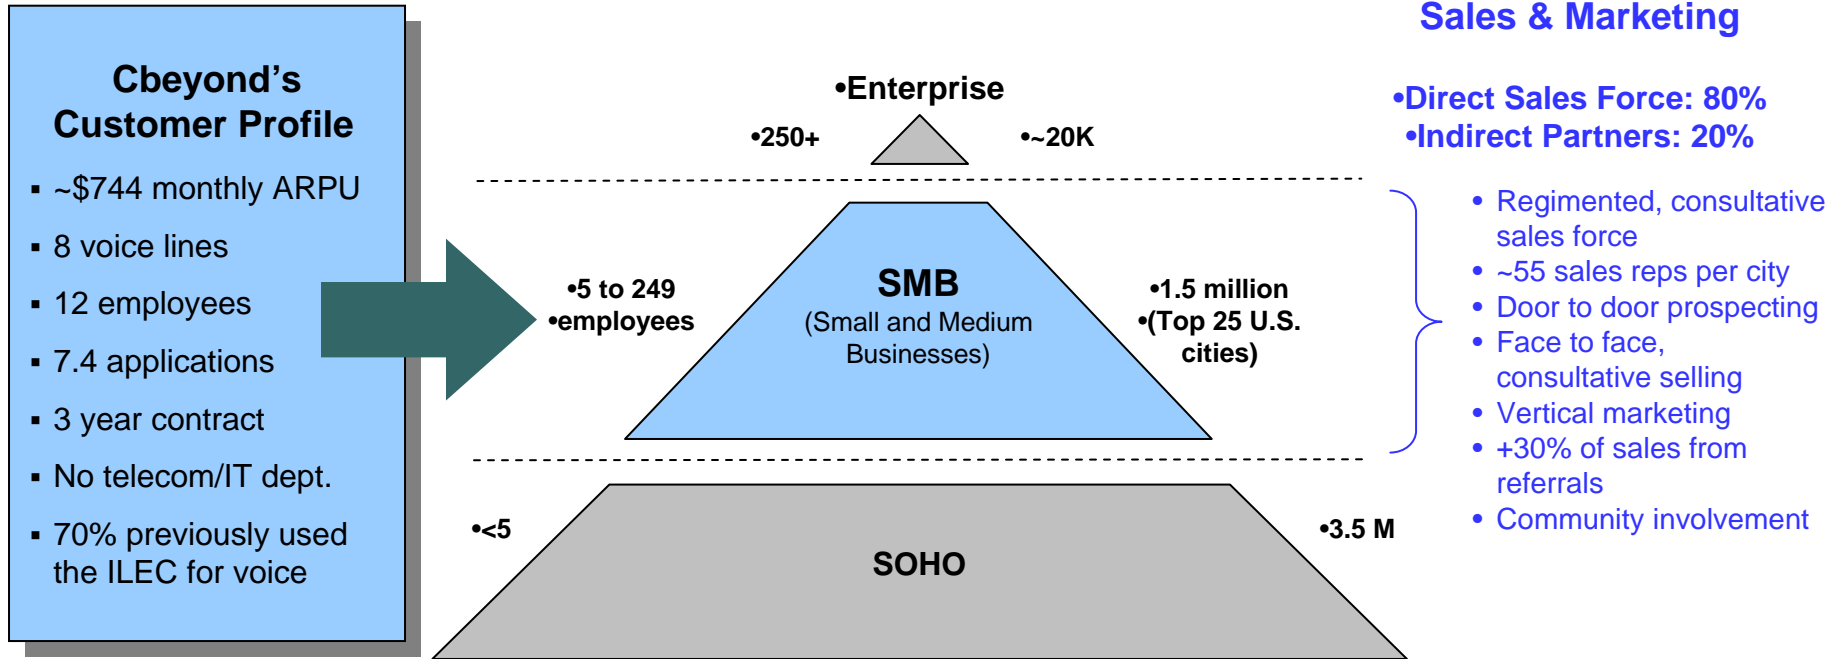 Cbeyond’s
Customer Profile
▪ ~$744 monthly ARPU
▪ 8 voice lines
▪ 12 employees
▪ 7.4 applications
▪ 3 year contract
▪ No telecom/IT dept.
▪ 70% previously used
the ILEC for voice
•Enterprise
•250+
•~20K
•5 to 249
•employees
SMB
(Small and Medium
Businesses)
•1.5 million
•(Top 25 U.S.
cities)
•<5
SOHO
•3.5 M
Sales & Marketing
•Direct Sales Force: 80%
•Indirect Partners: 20%
• Regimented, consultative
sales force
• ~55 sales reps per city
• Door to door prospecting
• Face to face,
consultative selling
• Vertical marketing
• +30% of sales from
referrals
• Community involvement